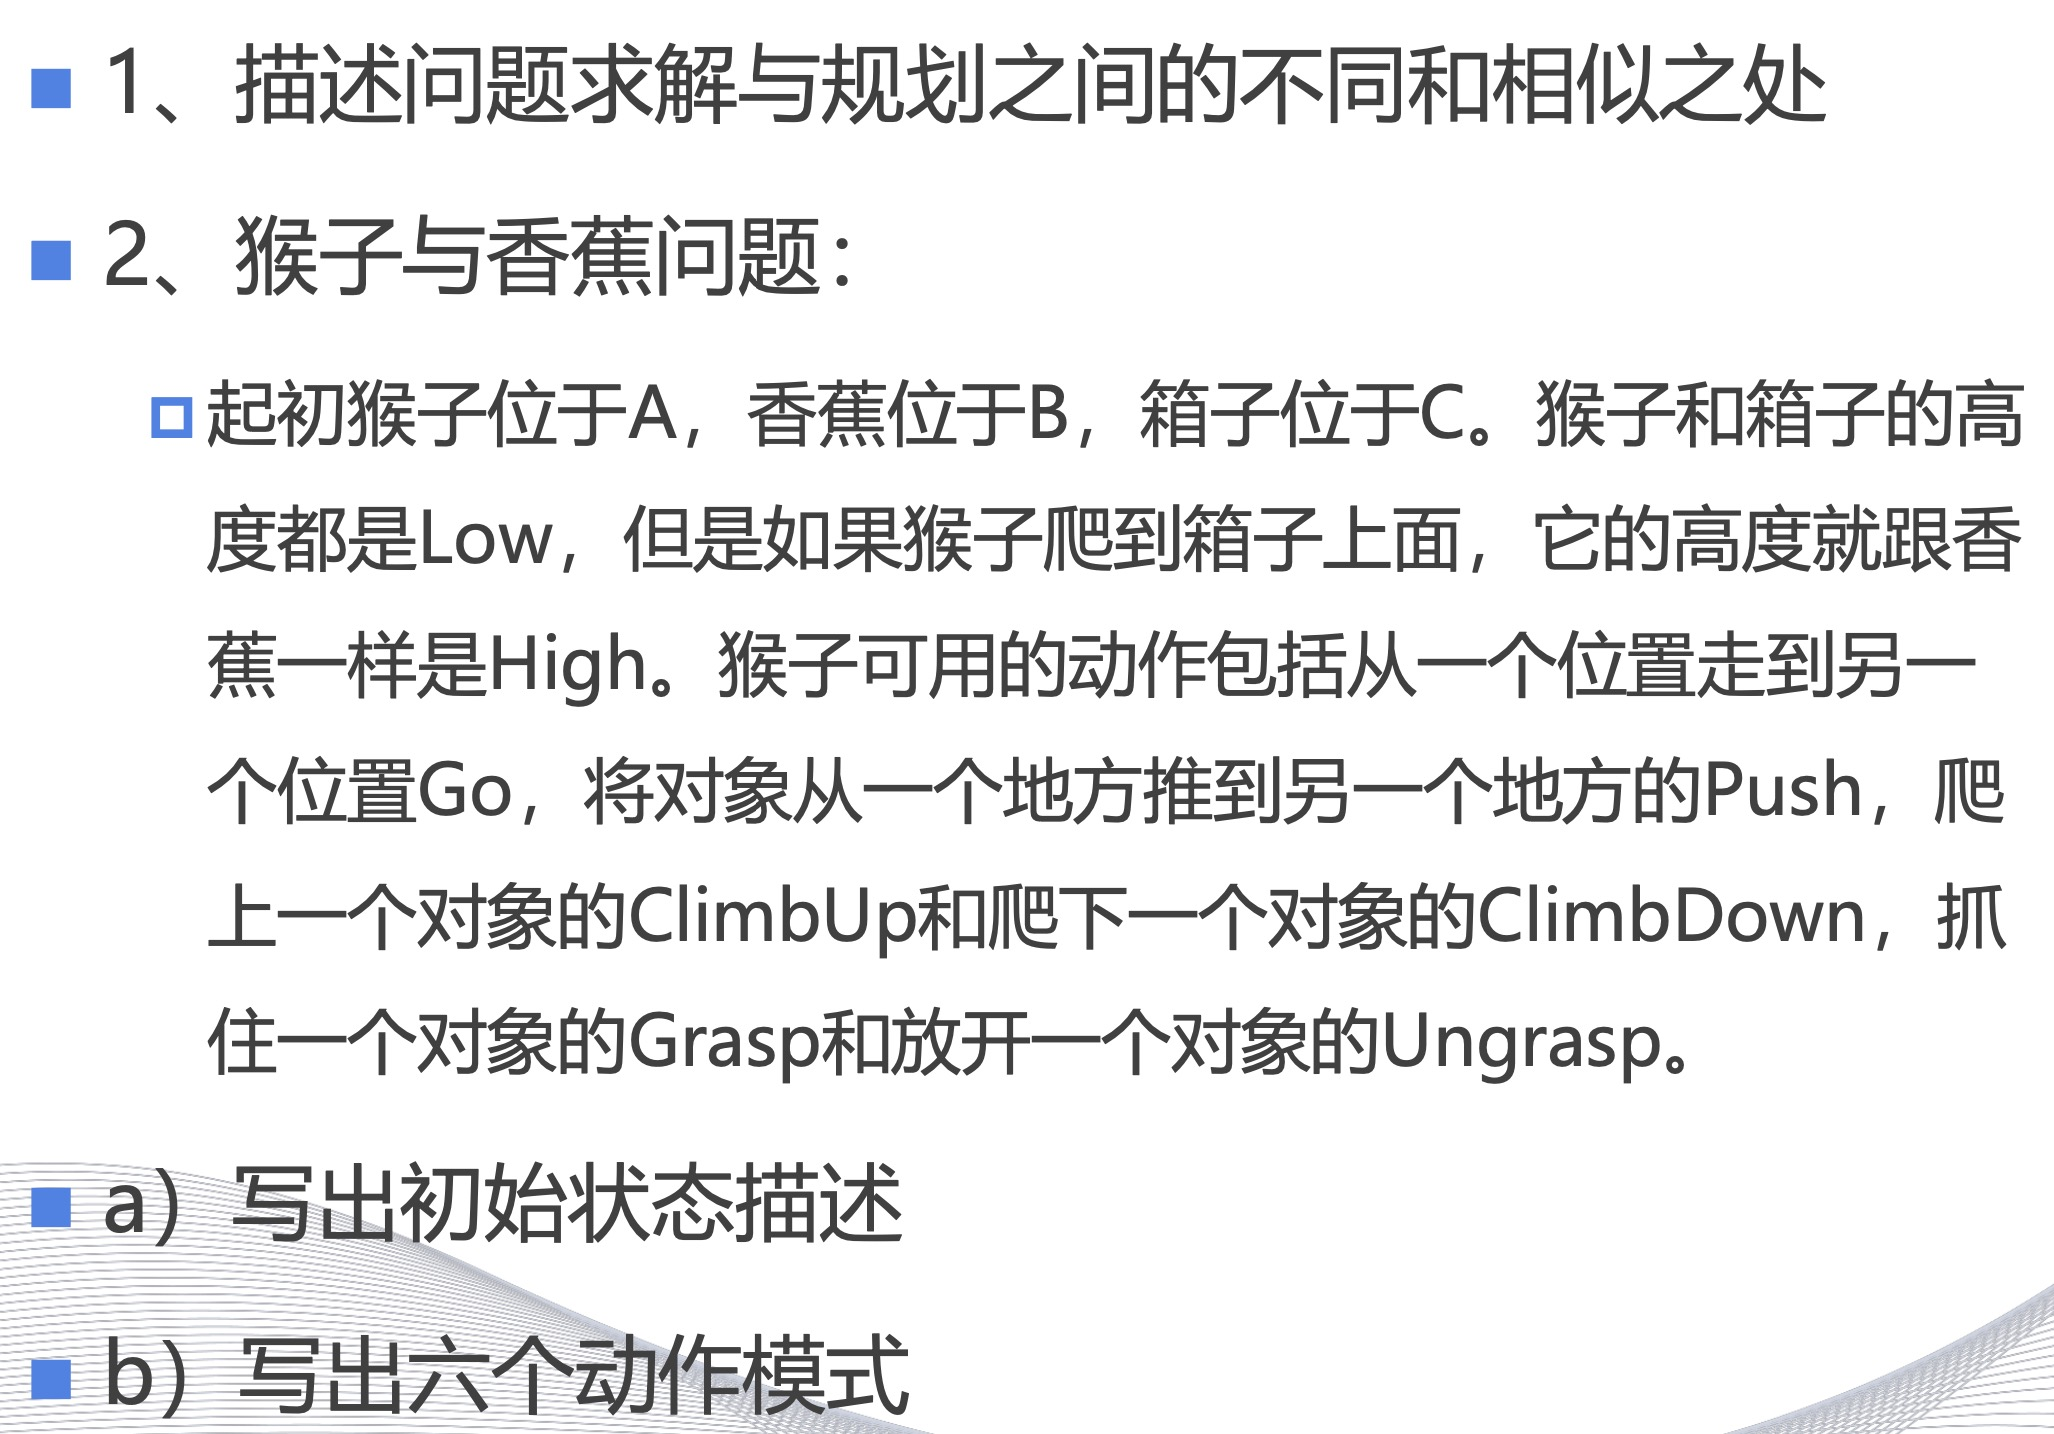 1、描述问题求解与规划之间的不同和相似之处
2、猴子与香蕉问题：
起初猴子位于A，香蕉位于B，箱子位于C。猴子和箱子的高
度都是Low，但是如果猴子爬到箱子上面，它的高度就跟香
蕉一样是High。猴子可用的动作包括从一个位置走到另一
个位置Go，将对象从一个地方推到另一个地方的Push，爬
上一个对象的ClimbUp和爬下一个对象的ClimbDown，抓
住一个对象的Grasp和放开一个对象的Ungrasp。
a）写出初始状态描述
b）写出六个动作模式